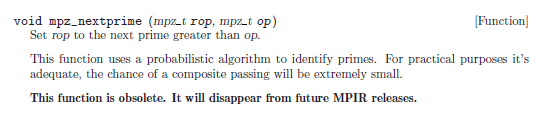 void mpz_nextprime (mpz_t rop, mpz_t op) [Function]
Set rop to the next prime greater than op.
This function uses a probabilistic algorithm to identify primes. For practical purposes it's
adequate, the chance of a composite passing will be extremely small.
This function is obsolete. It will disappear from future MPIR releases.